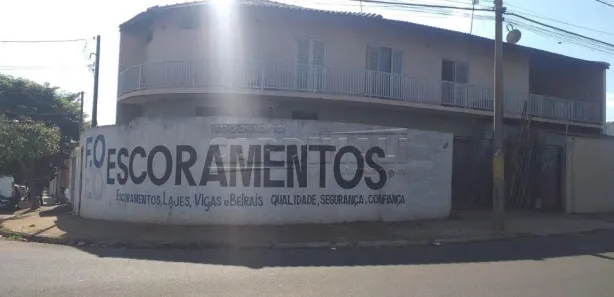 F.O ESCORAMENTOS
ESCORAMENTOS, LAJES, VIGAS E BEIRAIS QUALIDADE, SEGURANÇA, CONFIANÇA